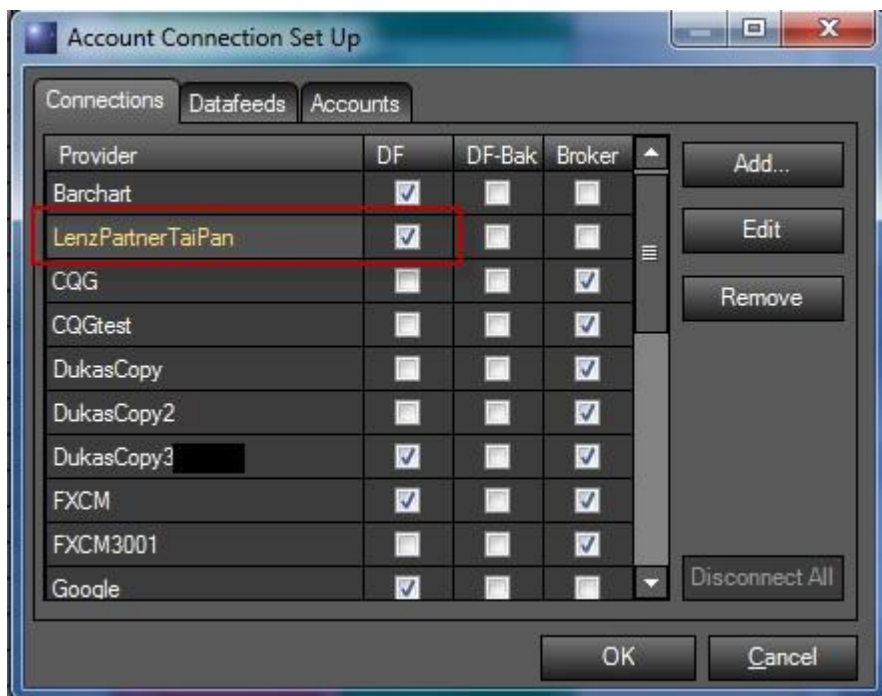 Account Connection Set Up
Connections Datafeeds Accounts
Provider DF DF-Bak Broker
Barchart
LenzPartnerTaiPan
CQG
CQGtest
DukasCopy
DukasCopy2
DukasCopy3
FXCM
FXCM3001
Google
Add...
Edit
Remove
Disconnect All
OK Cancel